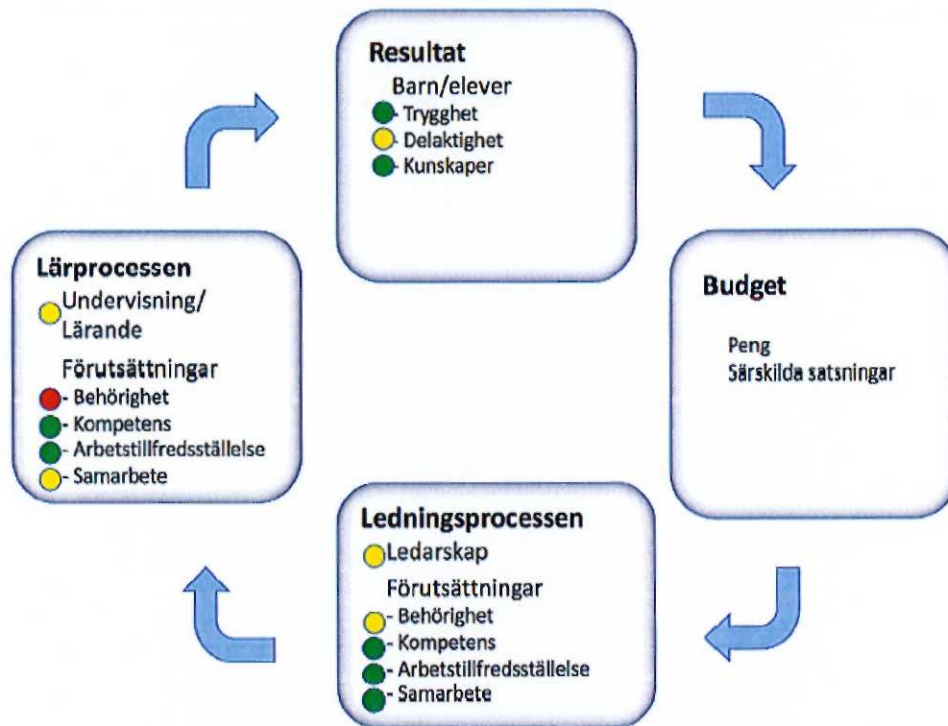 Resultat
Barn/elever
- Trygghet
- Delaktighet
- Kunskaper
Budget
Peng
Särskilda satsningar
Ledningsprocessen
Ledarskap
Förutsättningar
- Behörighet
- Kompetens
- Arbetstillfredsställelse
- Samarbete
Lärprocessen
Undervisning/
Lärande
Förutsättningar
- Behörighet
- Kompetens
- Arbetstillfredsställelse
- Samarbete